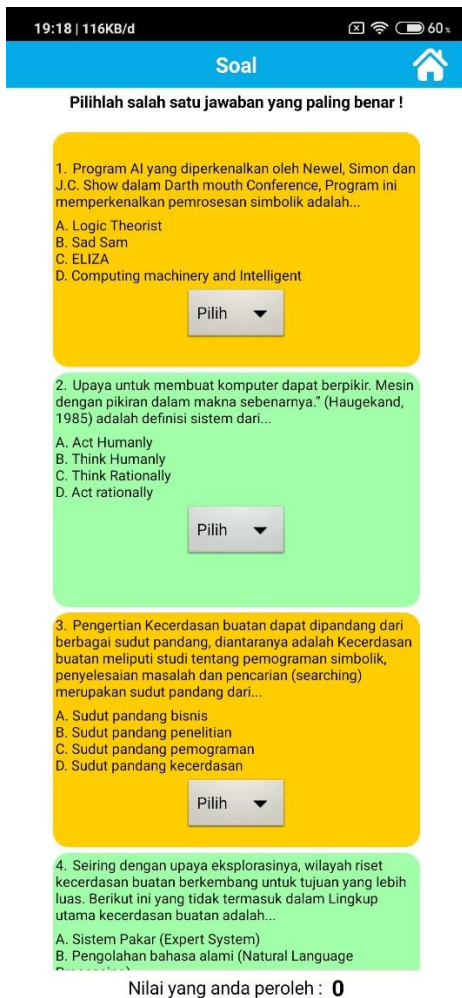 19:18 | 116KB/d
60%
Soal
Pilihlah salah satu jawaban yang paling benar !
1. Program AI yang diperkenalkan oleh Newel, Simon dan
J.C. Show dalam Darth mouth Conference, Program ini
memperkenalkan pemrosesan simbolik adalah...
A. Logic Theorist
B. Sad Sam
C. ELIZA
D. Computing machinery and Intelligent
Pilih
2. Upaya untuk membuat komputer dapat berpikir. Mesin
dengan pikiran dalam makna sebenarnya." (Haugekand,
1985) adalah definisi sistem dari...
A. Act Humanly
B. Think Humanly
C. Think Rationally
D. Act rationally
Pilih
3. Pengertian Kecerdasan buatan dapat dipandang dari
berbagai sudut pandang, diantaranya adalah Kecerdasan
buatan meliputi studi tentang pemograman simbolik,
penyelesaian masalah dan pencarian (searching)
merupakan sudut pandang dari...
A. Sudut pandang bisnis
B. Sudut pandang penelitian
C. Sudut pandang pemograman
D. Sudut pandang kecerdasan
Pilih
4. Seiring dengan upaya eksplorasinya, wilayah riset
kecerdasan buatan berkembang untuk tujuan yang lebih
luas. Berikut ini yang tidak termasuk dalam Lingkup
utama kecerdasan buatan adalah...
A. Sistem Pakar (Expert System)
B. Pengolahan bahasa alami (Natural Language
Nilai yang anda peroleh : 0